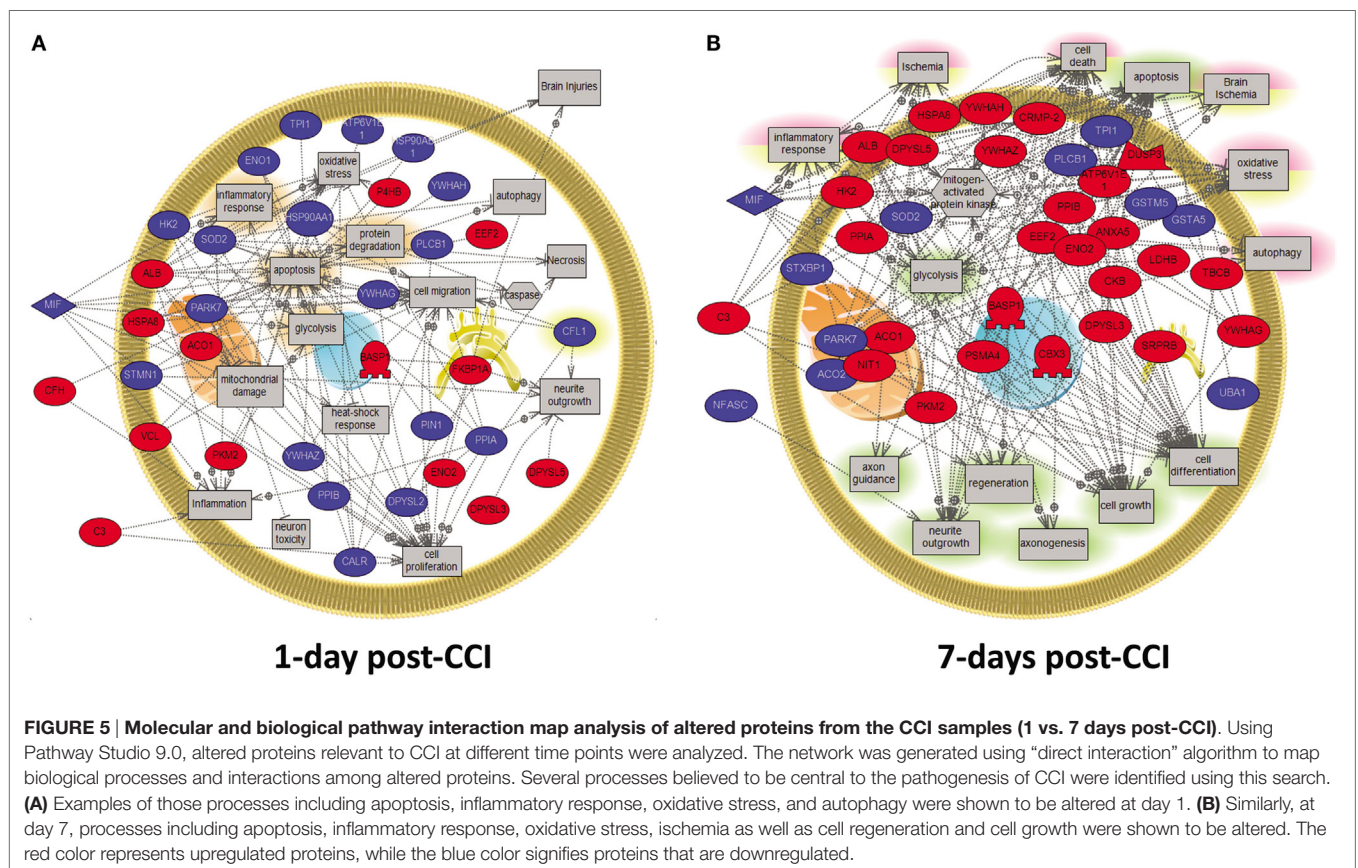 A
Brain Injuries
TPI1
ATP6V1E1
HSP90AB1
ENO1
oxidative stress
P4HB
YWHAH
autophagy
inflammatory response
HK2
HSP90AA1
EEF2
SOD2
protein degradation
PLCB1
Necrosis
ALB
apoptosis
MIF
PARK7
YWHAG
cell migration
caspase
HSPA8
glycolysis
CFL1
ACO1
BASP1
FKBP1A
STMN1
mitochondrial damage
neurite outgrowth
CFH
heat-shock response
PIN1
VCL
PKM2
YWHAZ
PPIA
ENO2
DPYSL5
Inflammation
PPIB
DPYSL2
DPYSL3
C3
neuron toxicity
CALR
cell proliferation
1-day post-CCI
B
Ischemia
cell death
apoptosis
Brain Ischemia
HSPA8
YWHAH
CRMP-2
inflammatory response
ALB
DPYSL5
YWHAZ
TPI1
PLCB1
DUSP3
oxidative stress
MIF
HK2
mitogen-activated protein kinase
ATP6V1E1
SOD2
PPIB
GSTM5
GSTA5
PPIA
EEF2
ANXA5
ENO2
autophagy
STXBP1
glycolysis
LDHB
TBCB
CKB
C3
BASP1
PARK7
ACO1
DPYSL3
YWHAG
PSMA4
CBX3
SRPRB
ACO2
NIT1
NFASC
PKM2
UBA1
axon guidance
regeneration
cell differentiation
cell growth
neurite outgrowth
axonogenesis
7-days post-CCI
FIGURE 5 | Molecular and biological pathway interaction map analysis of altered proteins from the CCI samples (1 vs. 7 days post-CCI). Using
Pathway Studio 9.0, altered proteins relevant to CCI at different time points were analyzed. The network was generated using “direct interaction” algorithm to map
biological processes and interactions among altered proteins. Several processes believed to be central to the pathogenesis of CCI were identified using this search.
(A) Examples of those processes including apoptosis, inflammatory response, oxidative stress, and autophagy were shown to be altered at day 1. (B) Similarly, at
day 7, processes including apoptosis, inflammatory response, oxidative stress, ischemia as well as cell regeneration and cell growth were shown to be altered. The
red color represents upregulated proteins, while the blue color signifies proteins that are downregulated.